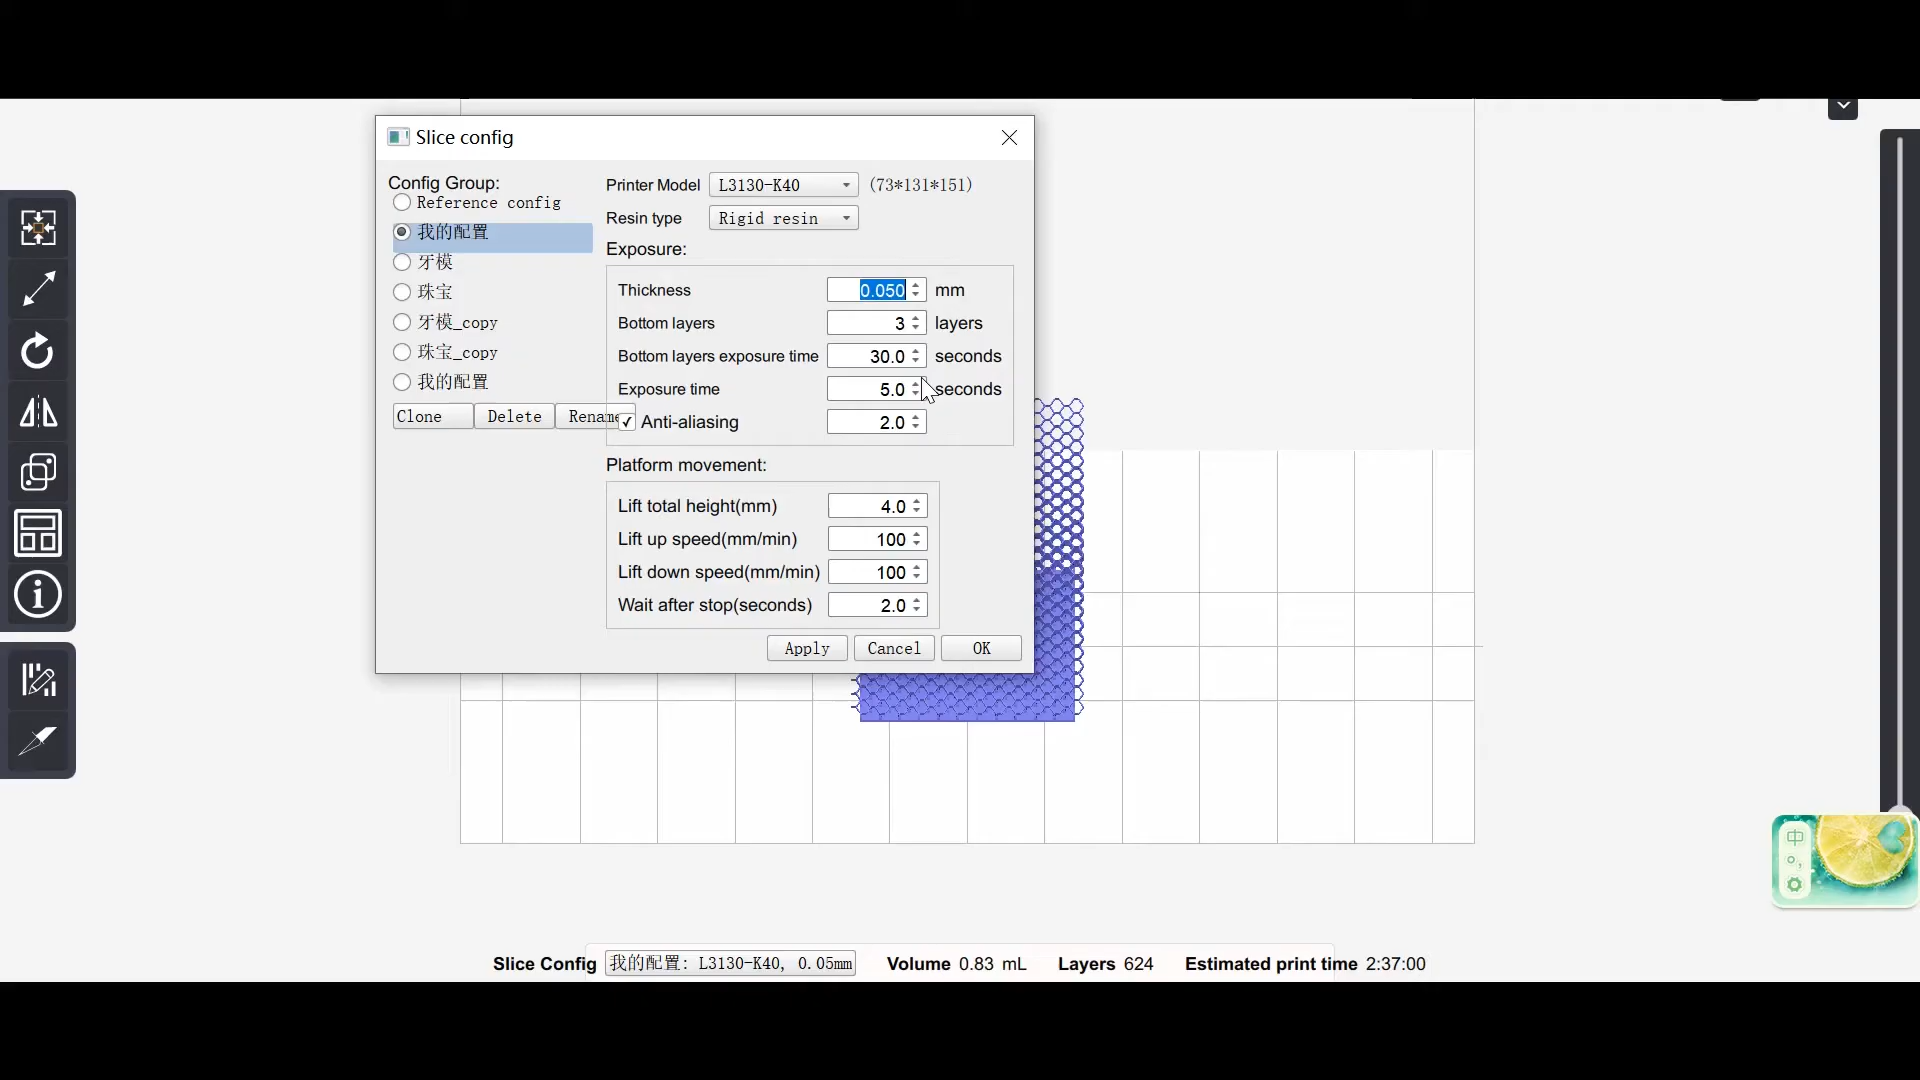 Slice config
Config Group:
Reference config
我的配置
牙模
珠宝
牙模_copy
珠宝_copy
我的配置
Clone Delete Rename
Printer Model L3130-K40 (73*131*151)
Resin type Rigid resin
Exposure:
Thickness 0.050 mm
Bottom layers 3 layers
Bottom layers exposure time 30.0 seconds
Exposure time 5.0 seconds
Anti-aliasing 2.0
Platform movement:
Lift total height(mm) 4.0
Lift up speed(mm/min) 100
Lift down speed(mm/min) 100
Wait after stop(seconds) 2.0
Apply Cancel OK
中
Slice Config 我的配置: L3130-K40, 0.05mm Volume 0.83 mL Layers 624 Estimated print time 2:37:00